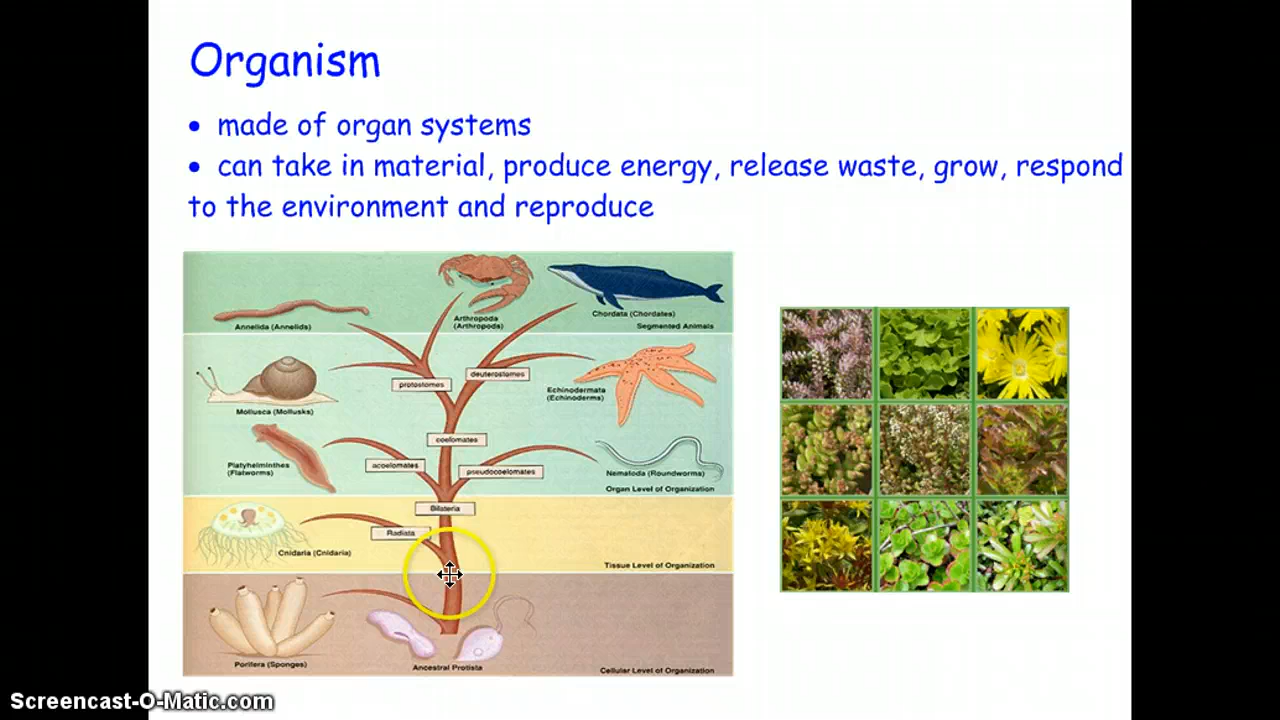 Organism
• made of organ systems
• can take in material, produce energy, release waste, grow, respond
to the environment and reproduce
Annelida (Annelids)
Arthropoda
(Arthropods)
Chordata (Chordates)
Segmented Animals
protostomes
deuterostomes
Mollusca (Mollusks)
Echinodermata
(Echinoderms)
coelomates
Platyhelminthes
(Flatworms)
acoelomates
pseudocoelomates
Nematoda (Roundworms)
Organ Level of Organization
Bilateria
Radiata
Cnidaria (Cnidaria)
Tissue Level of Organization
Porifera (Sponges)
Ancestral Protista
Cellular Level of Organization
Screencast-O-Matic.com